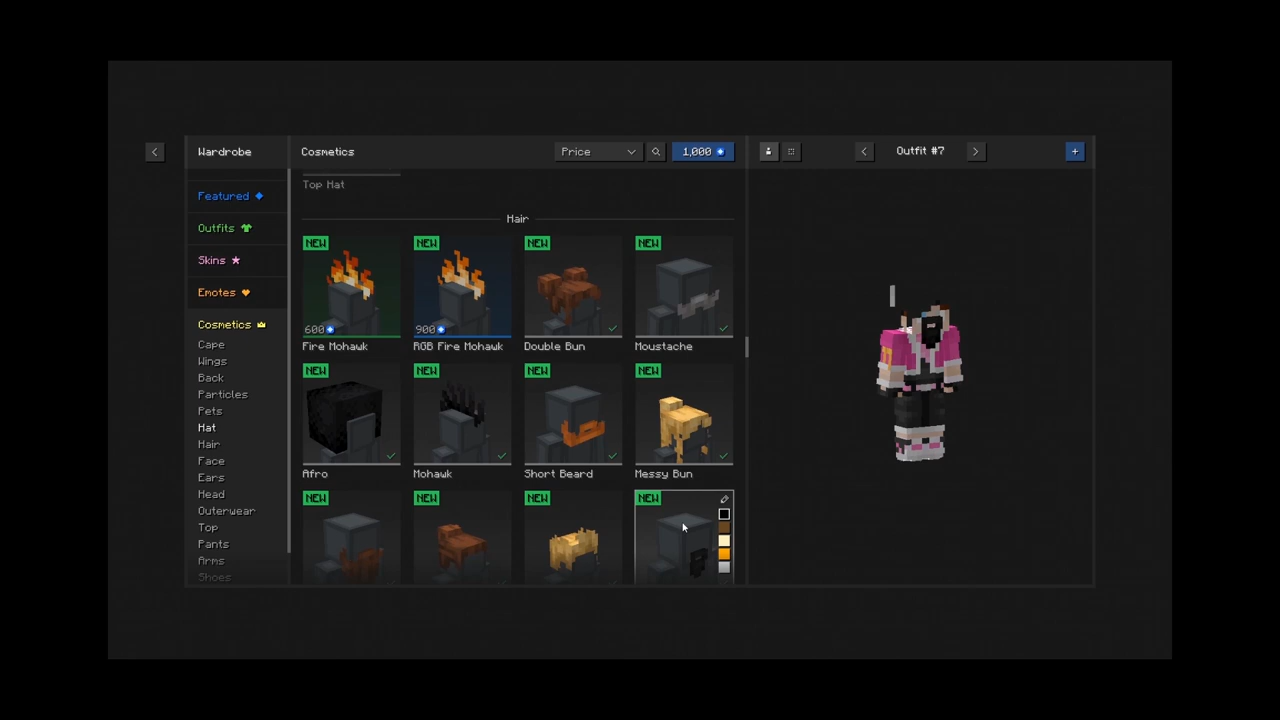 Wardrobe
Cosmetics
Price
1,000
Outfit #7
+
Featured
Outfits
Skins
Emotes
Cosmetics
Cape
Wings
Back
Particles
Pets
Hat
Hair
Face
Ears
Head
Outerwear
Top
Pants
Arms
Shoes
Top Hat
Hair
NEW
NEW
NEW
NEW
600
900
Fire Mohawk
RGB Fire Mohawk
Double Bun
Moustache
NEW
NEW
NEW
NEW
Afro
Mohawk
Short Beard
Messy Bun
NEW
NEW
NEW
NEW